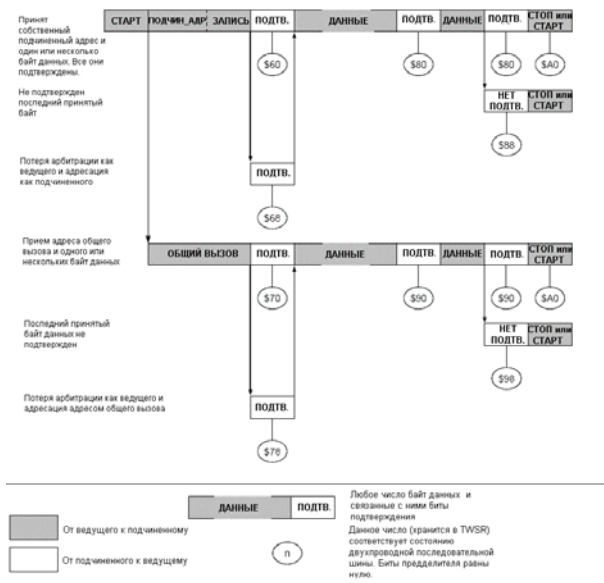 Принят
собственный
подчиненный адрес и
один или несколько
байт данных. Все они
подтверждены.
СТАРТ ПОДЧИН_АДР ЗАПИСЬ ПОДТВ. ДАННЫЕ ПОДТВ. ДАННЫЕ ПОДТВ. СТОП или СТАРТ
$60 $80 $80 $A0
Не подтвержден
последний принятый
байт
НЕТ ПОДТВ. СТОП или СТАРТ
$88
Потеря арбитрации как
ведущего и адресация
как подчиненного
ПОДТВ.
$68
Прием адреса общего
вызова и одного или
нескольких байт данных
ОБЩИЙ ВЫЗОВ ПОДТВ. ДАННЫЕ ПОДТВ. ДАННЫЕ ПОДТВ. СТОП или СТАРТ
$70 $90 $90 $A0
Последний принятый
байт данных не
подтвержден
НЕТ ПОДТВ. СТОП или СТАРТ
$98
Потеря арбитрации как ведущего и
адресация адресом общего вызова
ПОДТВ.
$78
От ведущего к подчиненному
От подчиненного к ведущему
ДАННЫЕ ПОДТВ.
n
Любое число байт данных и
связанные с ними биты
подтверждения
Данное число (хранится в TWSR)
соответствует состоянию
двухпроводной последовательной
шины. Биты предделителя равны
нулю.